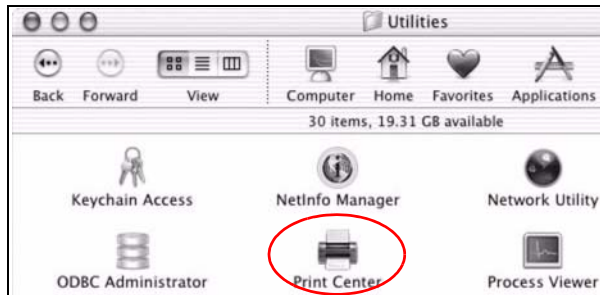 Utilities
Back Forward View Computer Home Favorites Applications
30 items, 19.31 GB available
Keychain Access NetInfo Manager Network Utility
ODBC Administrator Print Center Process Viewer